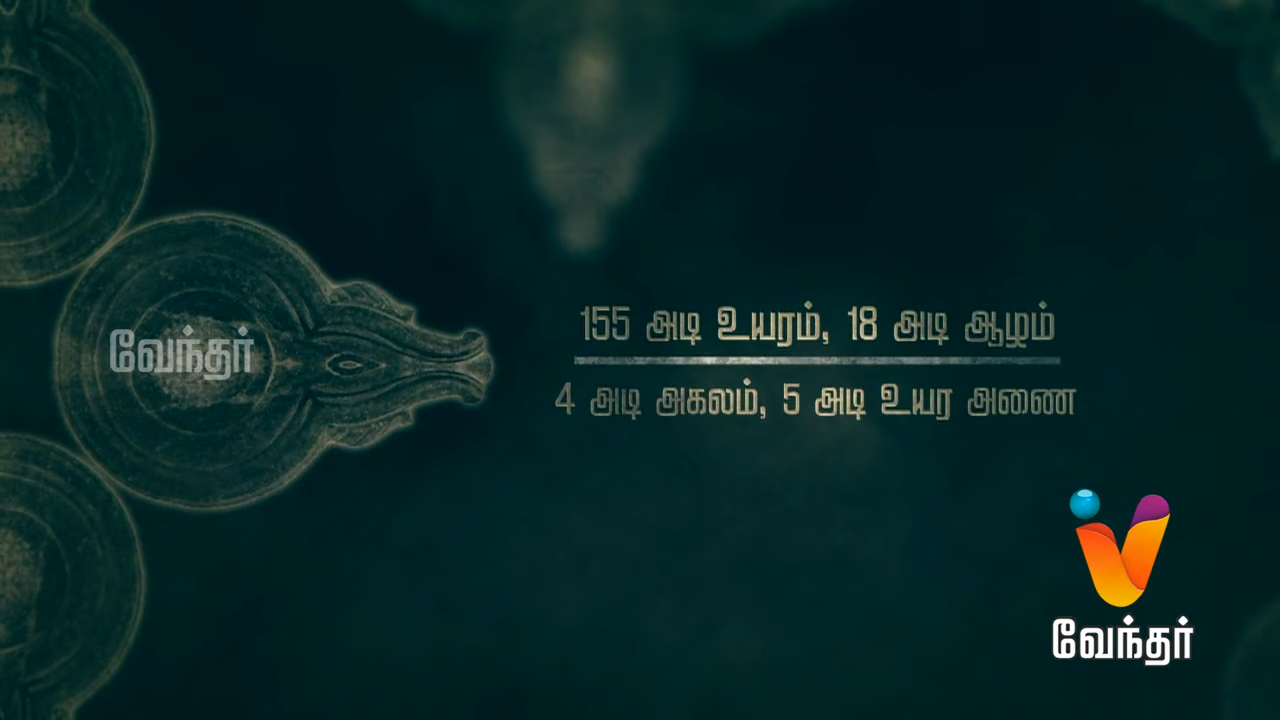 வேந்தர்
155 அடி உயரம், 18 அடி ஆழம்
4 அடி அகலம், 5 அடி உயர அணை
வேந்தர்